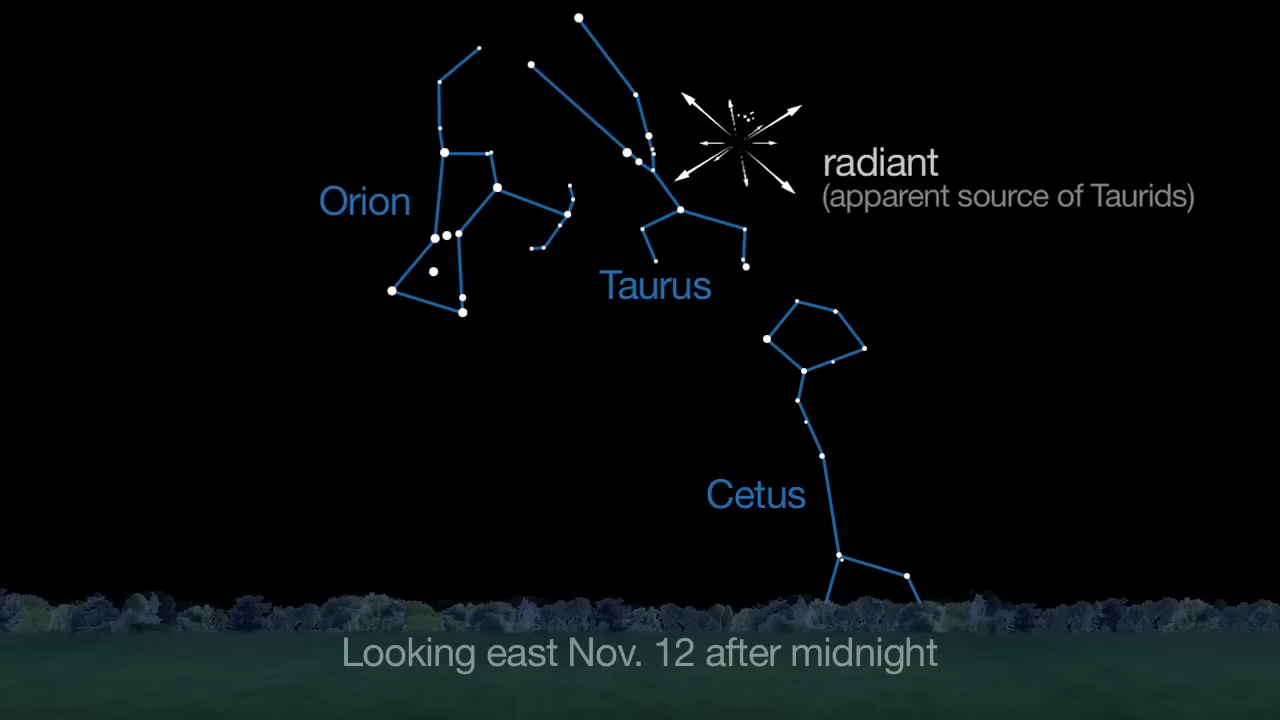 radiant
(apparent source of Taurids)
Orion
Taurus
Cetus
Looking east Nov. 12 after midnight